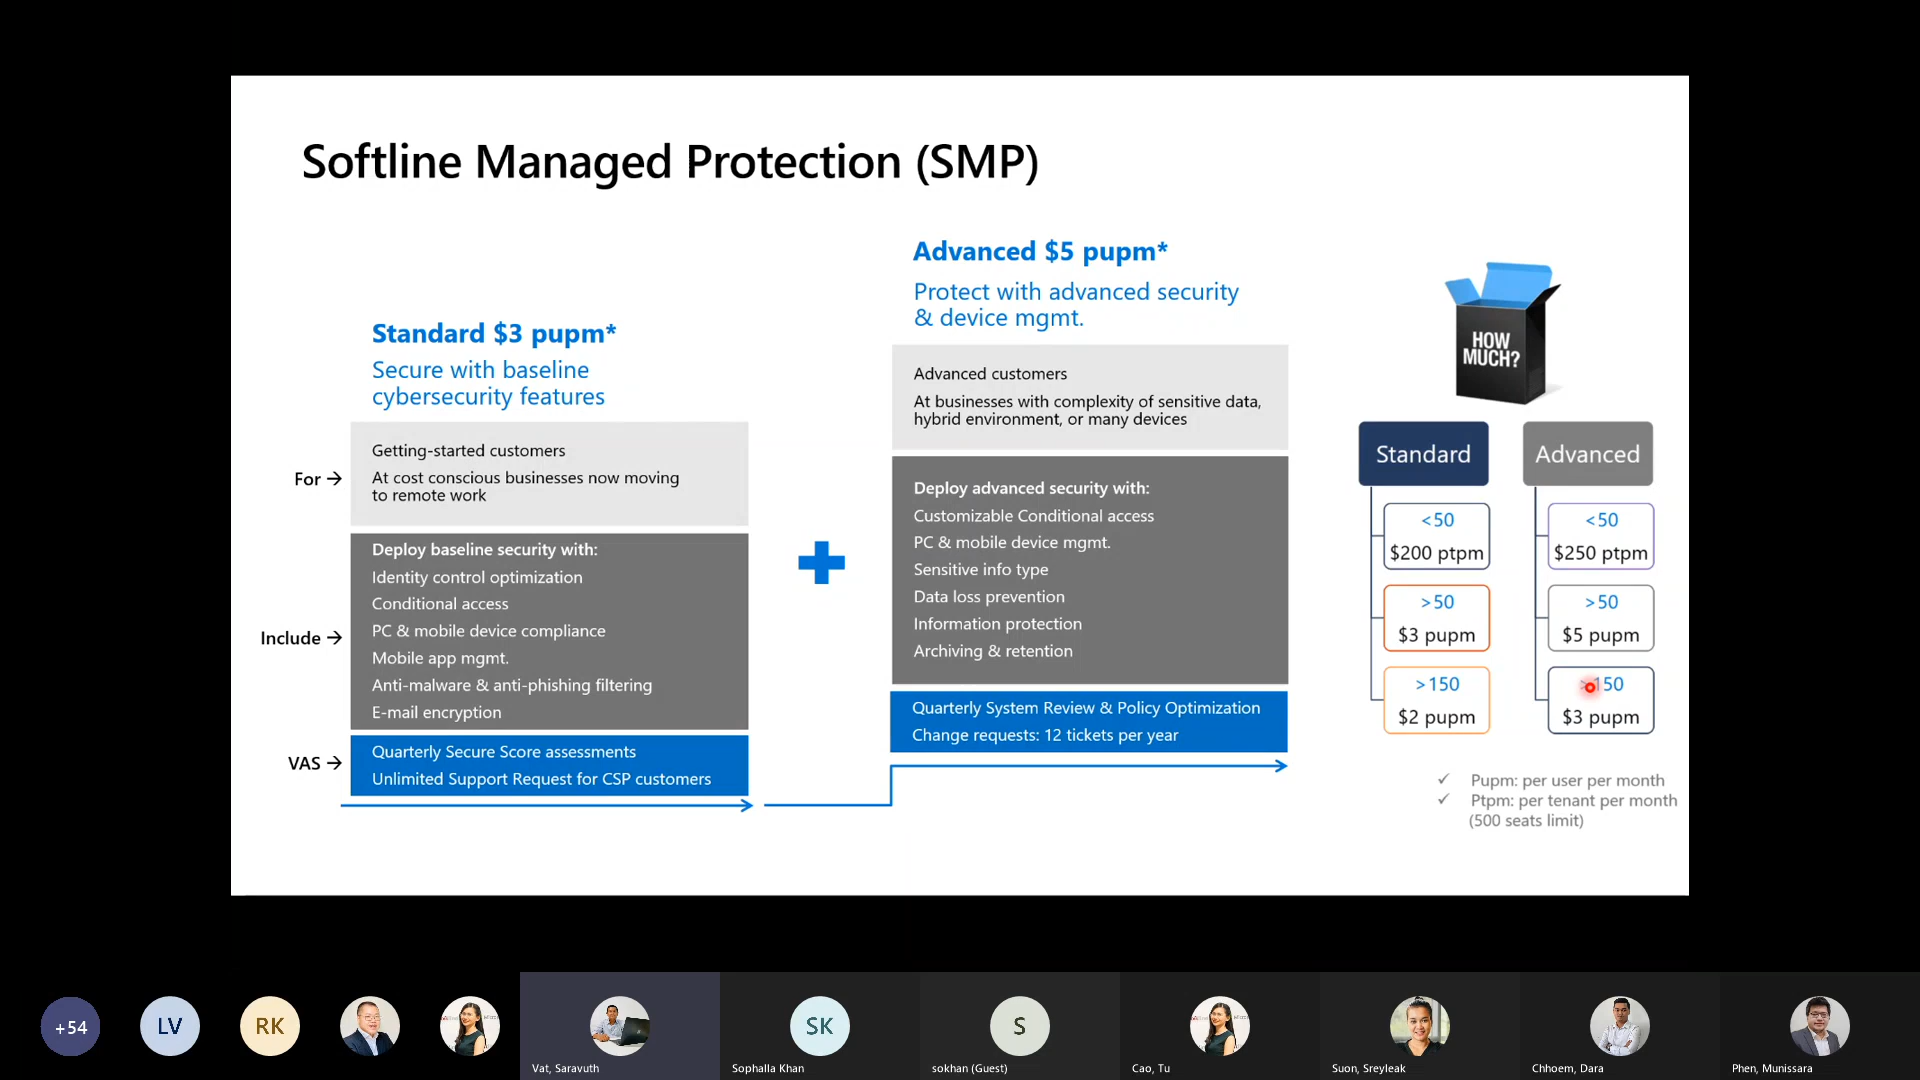 Softline Managed Protection (SMP)
Standard $3 pupm*
Secure with baseline
cybersecurity features
For →
Getting-started customers
At cost conscious businesses now moving
to remote work
Include →
Deploy baseline security with:
Identity control optimization
Conditional access
PC & mobile device compliance
Mobile app mgmt.
Anti-malware & anti-phishing filtering
E-mail encryption
VAS →
Quarterly Secure Score assessments
Unlimited Support Request for CSP customers
Advanced $5 pupm*
Protect with advanced security
& device mgmt.
Advanced customers
At businesses with complexity of sensitive data,
hybrid environment, or many devices
Deploy advanced security with:
Customizable Conditional access
PC & mobile device mgmt.
Sensitive info type
Data loss prevention
Information protection
Archiving & retention
Quarterly System Review & Policy Optimization
Change requests: 12 tickets per year
HOW
MUCH?
Standard
<50
$200 ptpm
>50
$3 pupm
>150
$2 pupm
Advanced
<50
$250 ptpm
>50
$5 pupm
>150
$3 pupm
✓ Pupm: per user per month
✓ Ptpm: per tenant per month
(500 seats limit)
+54
LV
RK
Vat, Saravuth
SK
Sophalla Khan
S
sokhan (Guest)
Cao, Tu
Suon, Sreyleak
Chhoem, Dara
Phen, Munissara